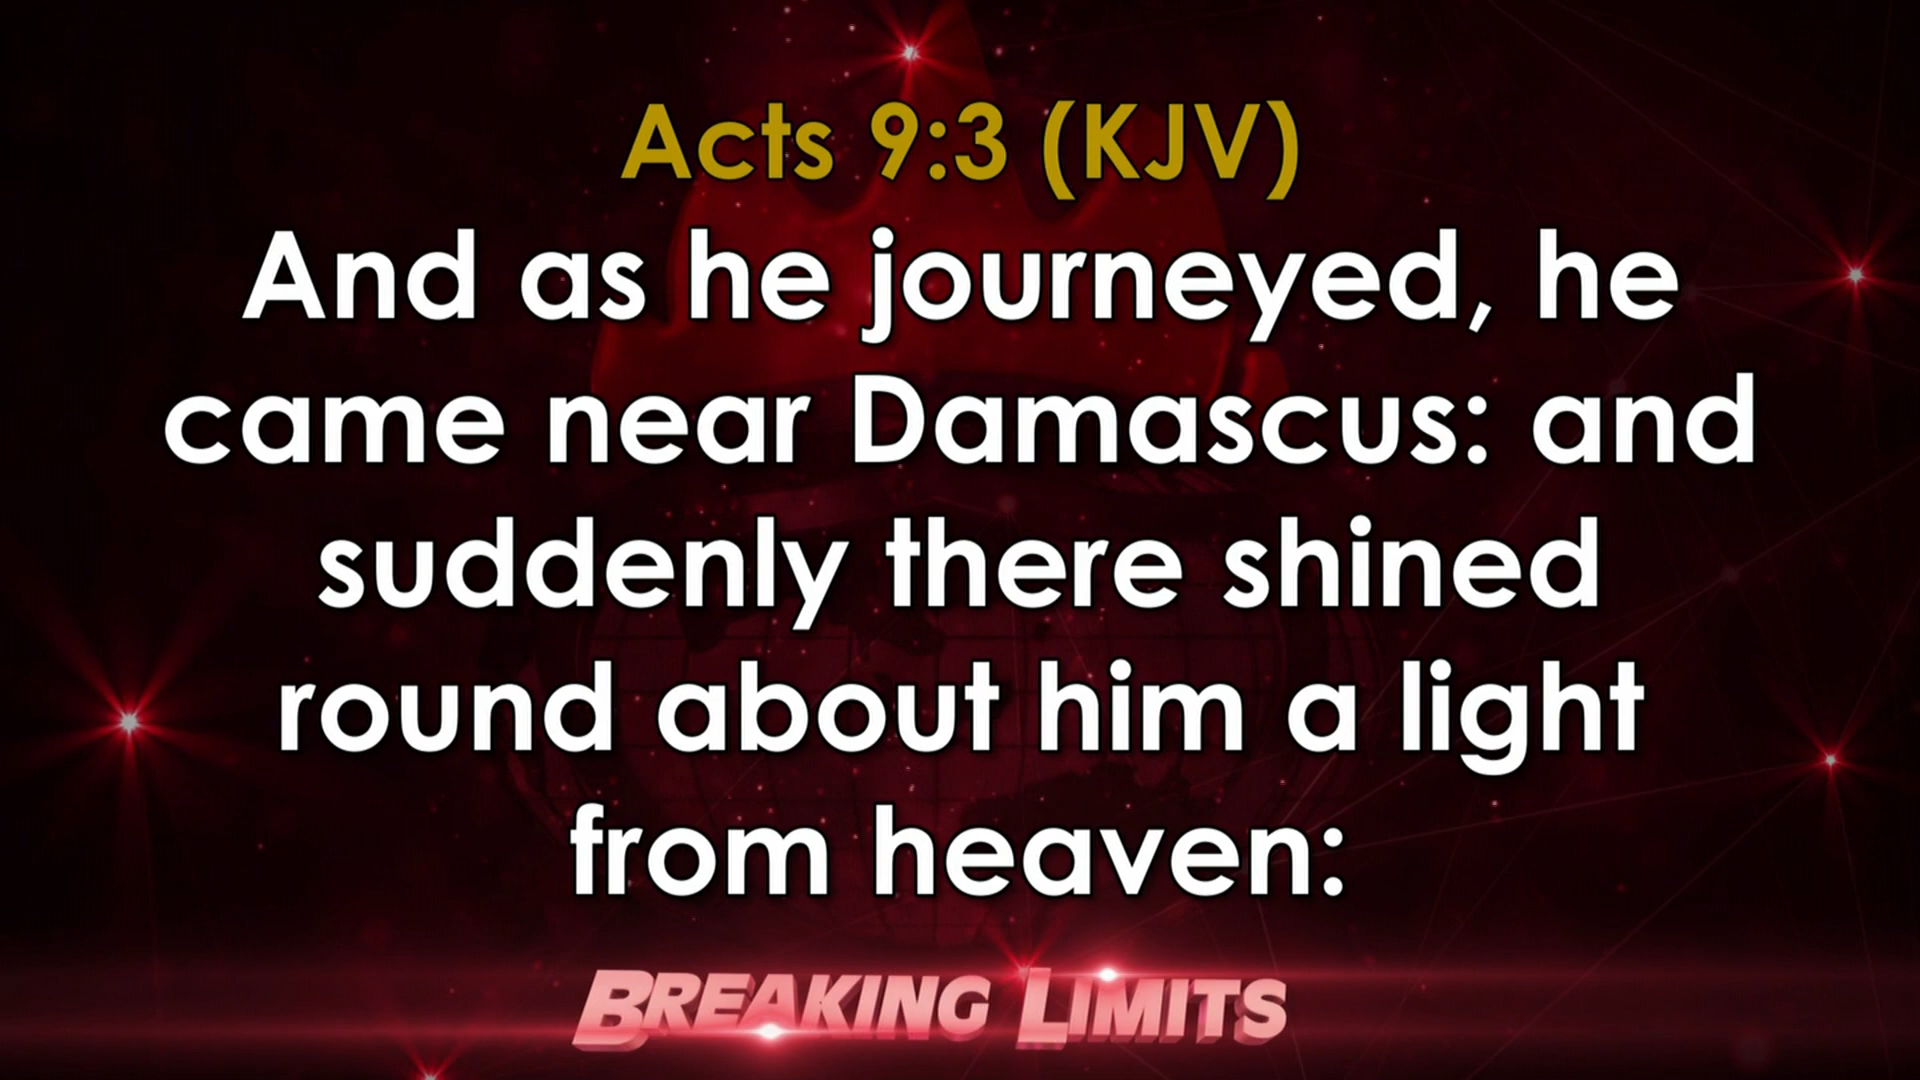 Acts 9:3 (KJV)
And as he journeyed, he
came near Damascus: and
suddenly there shined
round about him a light
from heaven:
BREAKING LIMITS